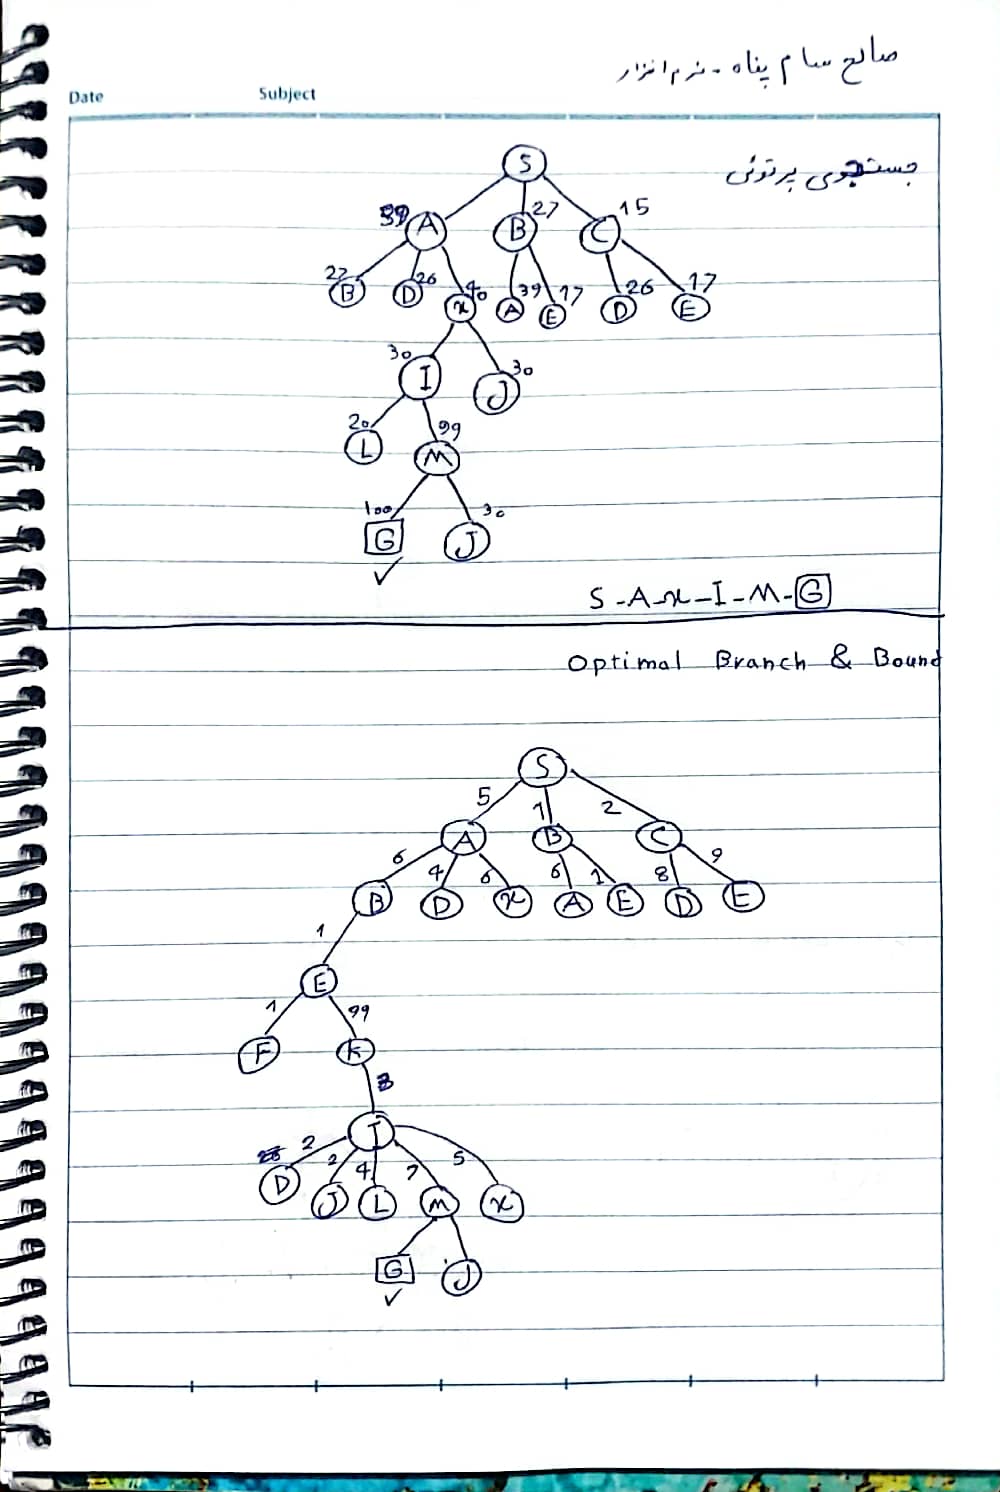 صالح سام پناه - نرم افزار
Date Subject
جستجوی پرتوئی
S
39 A 27 B 15 C
27 B 26 D 40 x 39 A 17 E 26 D 17 E
30 I 30 J
20 L 99 M
100 G 30 J
✓
S-A-x-I-M-G
Optimal Branch & Bound
S
5 1 2
A B C
6 4 6 6 1 8 9
B D x A E D E
1
E
1 99
F K
3
I
2 2 4 7 5
D J L M x
G J
✓